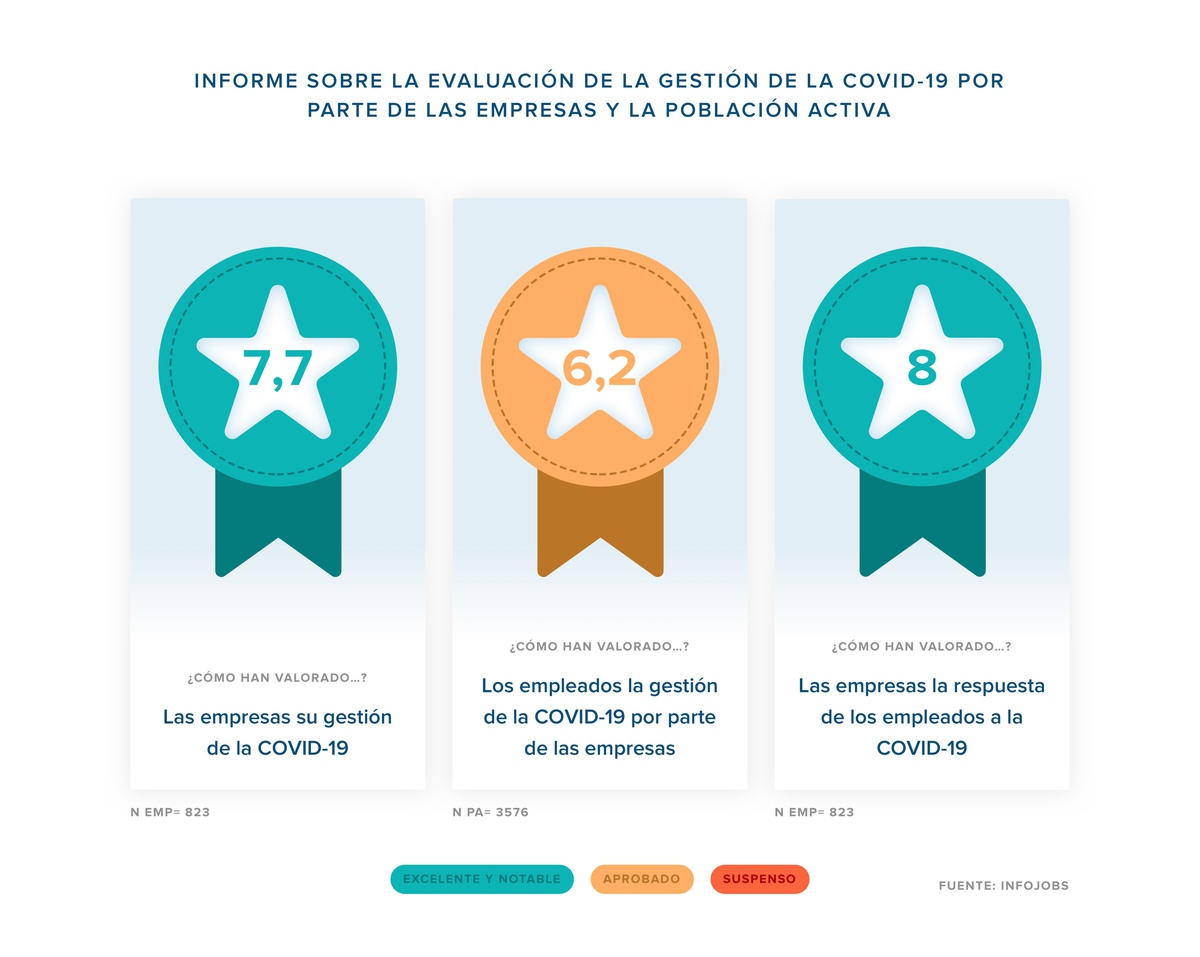 INFORME SOBRE LA EVALUACIÓN DE LA GESTIÓN DE LA COVID-19 POR
PARTE DE LAS EMPRESAS Y LA POBLACIÓN ACTIVA
7,7
¿CÓMO HAN VALORADO...?
Las empresas su gestión
de la COVID-19
N EMP= 823
6,2
¿CÓMO HAN VALORADO...?
Los empleados la gestión
de la COVID-19 por parte
de las empresas
N PA= 3576
8
¿CÓMO HAN VALORADO...?
Las empresas la respuesta
de los empleados a la
COVID-19
N EMP= 823
EXCELENTE Y NOTABLE
APROBADO
SUSPENSO
FUENTE: INFOJOBS